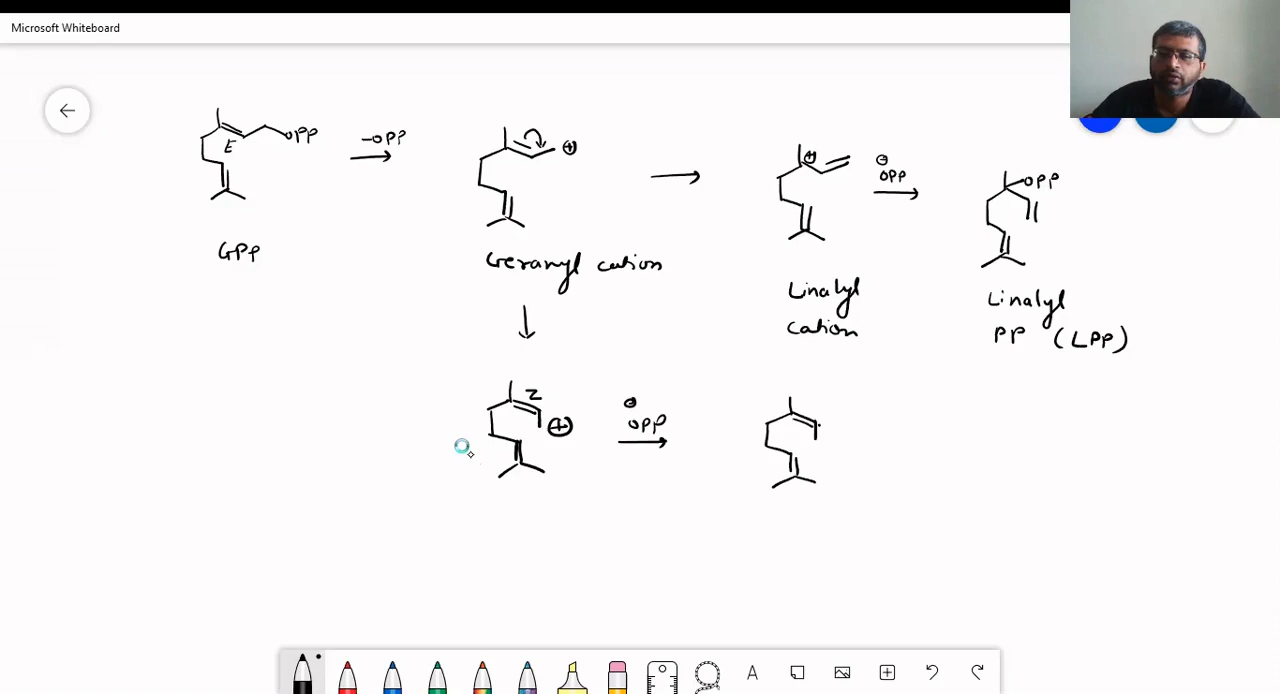 Microsoft Whiteboard
OPP
E
GPP
-OPP
⊕
Geranyl cation
⊕
Linalyl
cation
⊖
OPP
OPP
Linalyl
PP (LPP)
Z
⊕
⊖
OPP
A